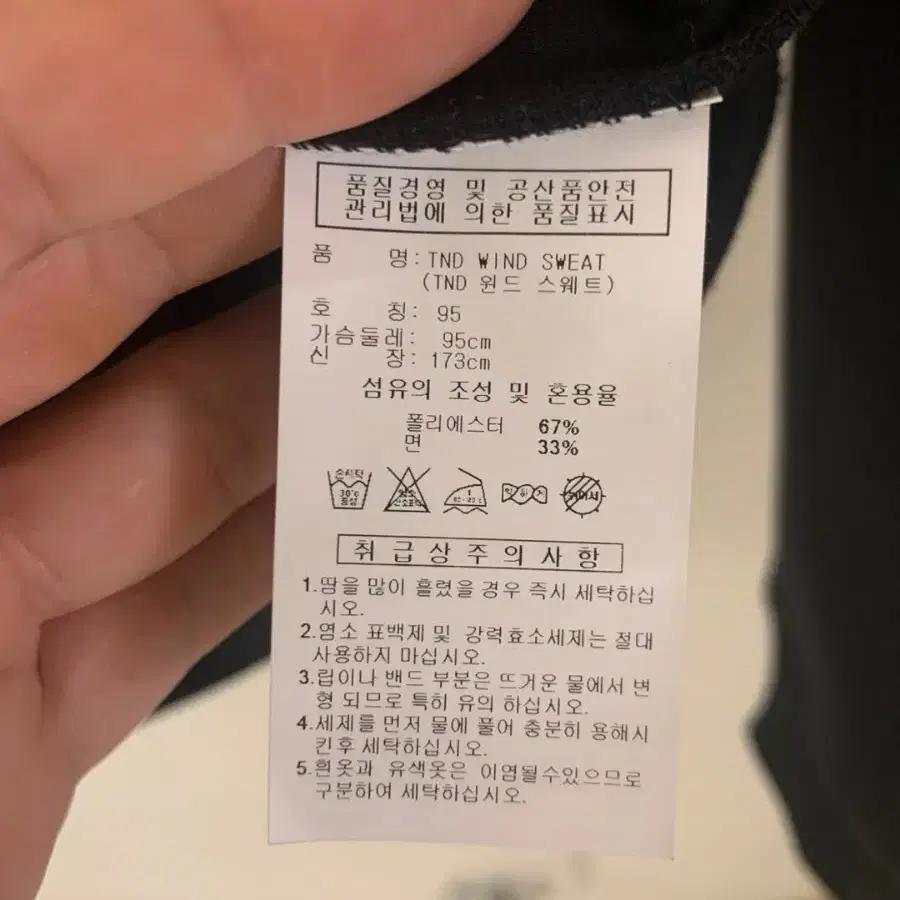 품질경영 및 공산품안전
관리법에 의한 품질표시
품 명: TND WIND SWEAT
(TND 윈드 스웨트)
호 칭: 95
가슴둘레: 95cm
신 장: 173cm
섬유의 조성 및 혼용율
폴리에스터 67%
면 33%
손세탁 30℃ 중성
취급상주의사항
1.땀을 많이 흘렸을 경우 즉시 세탁하십
시오.
2.염소 표백제 및 강력효소세제는 절대
사용하지 마십시오.
3.립이나 밴드 부분은 뜨거운 물에서 변
형 되므로 특히 유의 하십시오.
4.세제를 먼저 물에 풀어 충분히 용해시
킨후 세탁하십시오.
5.흰옷과 유색옷은 이염될수있으므로
구분하여 세탁하십시오.